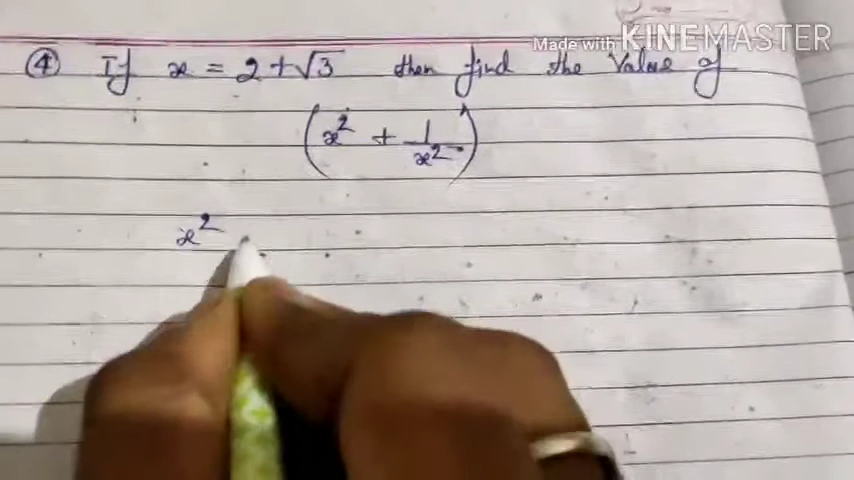 Made with KINEMASTER
④ If x = 2 + √3 then find the value of
(x² + 1/x²)
x²